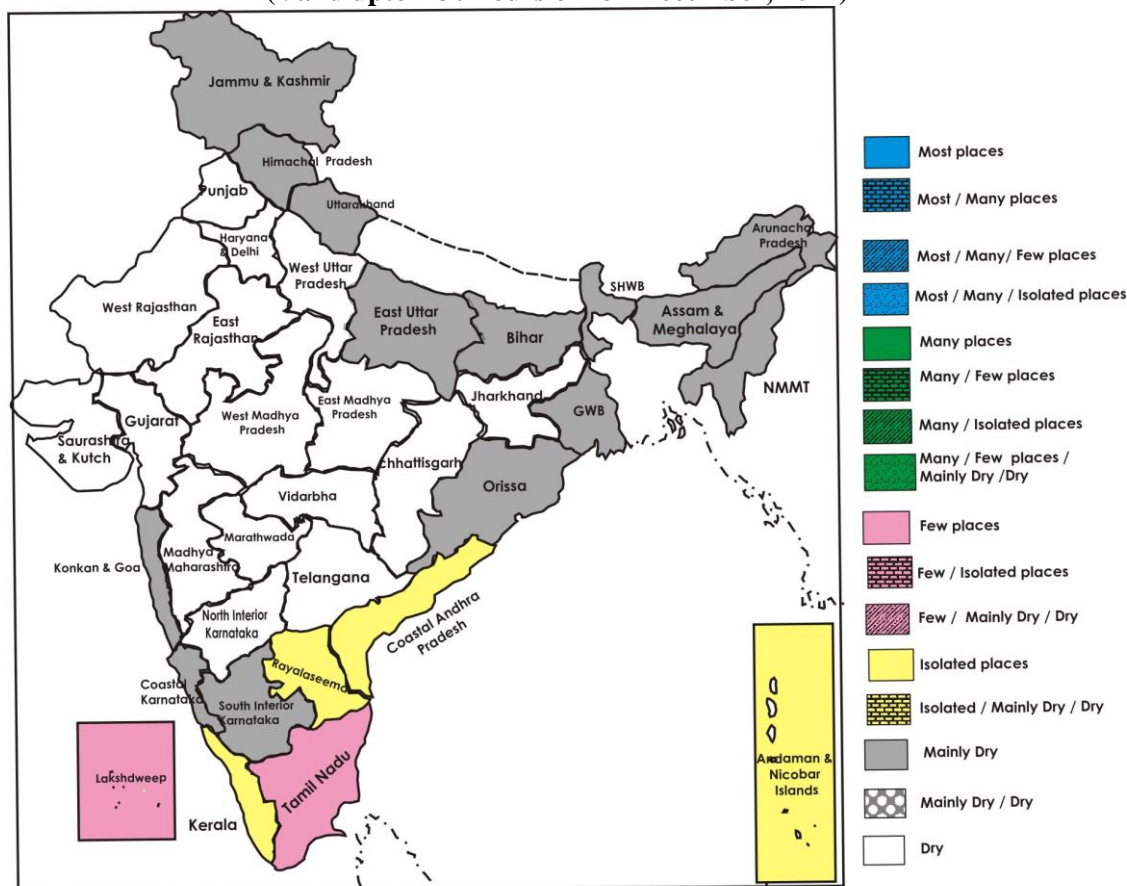 Jammu & Kashmir
Himachal Pradesh
Punjab
Uttarakhand
Haryana
& Delhi
Arunacha
Pradesh
West Uttar
Pradesh
SHWB
West Rajasthan
East
Rajasthan
East Uttar
Pradesh
Bihar
Assam &
Meghalaya
NMMT
Gujarat
West Madhya
Pradesh
East Madhya
Pradesh
Jharkhand
GWB
Saurashtra
& Kutch
chhattisgarh
Orissa
Vidarbha
Marathwada
Konkan & Goa
Madhya
Maharashtra
Telangana
North Interior
Karnataka
Coastal Andhra
Pradesh
Rayalaseema
Coastal
Karnataka
South Interior
Karnataka
Lakshdweep
Tamil Nadu
Kerala
Andaman &
Nicobar
Islands
Most places
Most / Many places
Most / Many/ Few places
Most / Many / Isolated places
Many places
Many / Few places
Many / Isolated places
Many / Few places /
Mainly Dry /Dry
Few places
Few / Isolated places
Few / Mainly Dry / Dry
Isolated places
Isolated / Mainly Dry / Dry
Mainly Dry
Mainly Dry / Dry
Dry